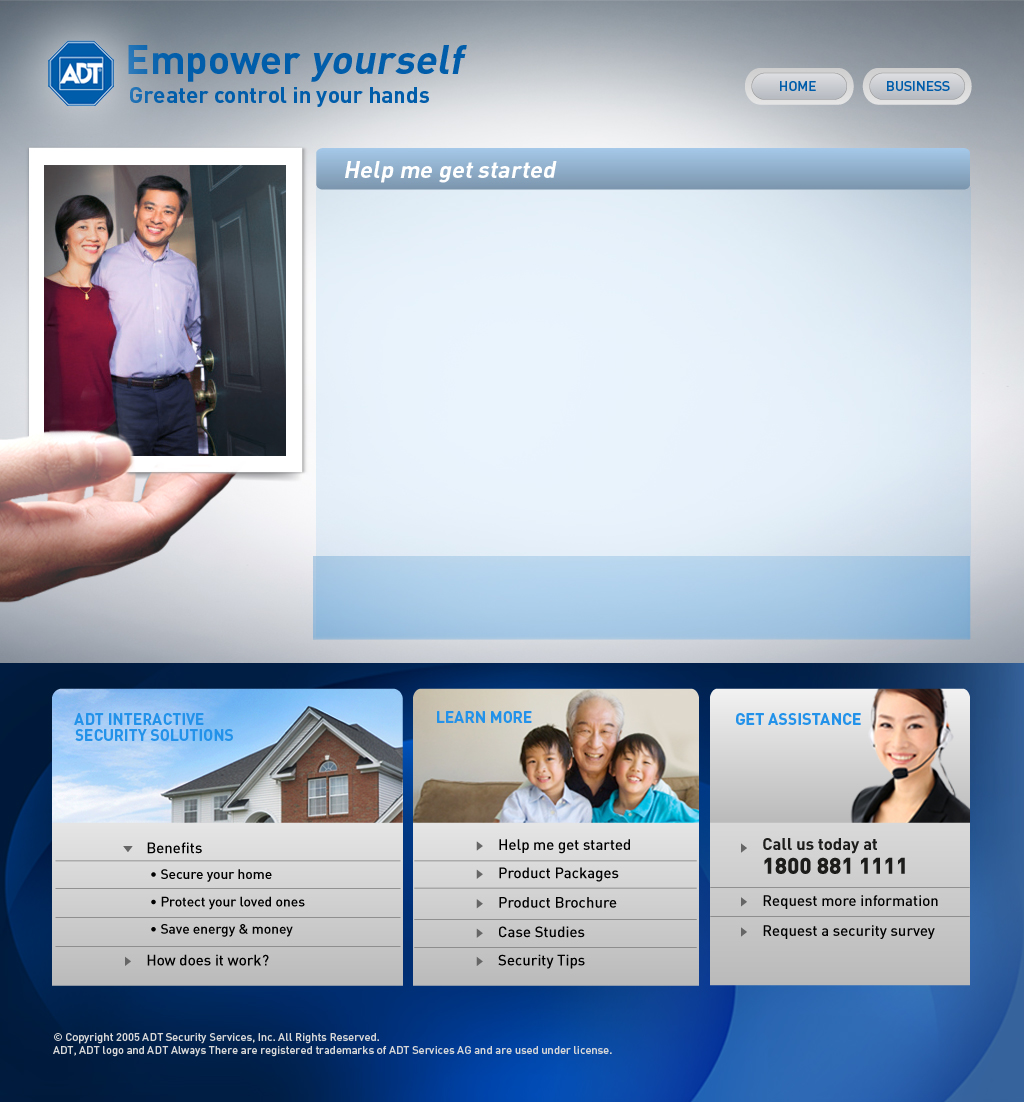 ADT
Empower yourself
Greater control in your hands
HOME
BUSINESS
Help me get started
ADT INTERACTIVE
SECURITY SOLUTIONS
Benefits
• Secure your home
• Protect your loved ones
• Save energy & money
How does it work?
LEARN MORE
Help me get started
Product Packages
Product Brochure
Case Studies
Security Tips
GET ASSISTANCE
Call us today at
1800 881 1111
Request more information
Request a security survey
© Copyright 2005 ADT Security Services, Inc. All Rights Reserved.
ADT, ADT logo and ADT Always There are registered trademarks of ADT Services AG and are used under license.